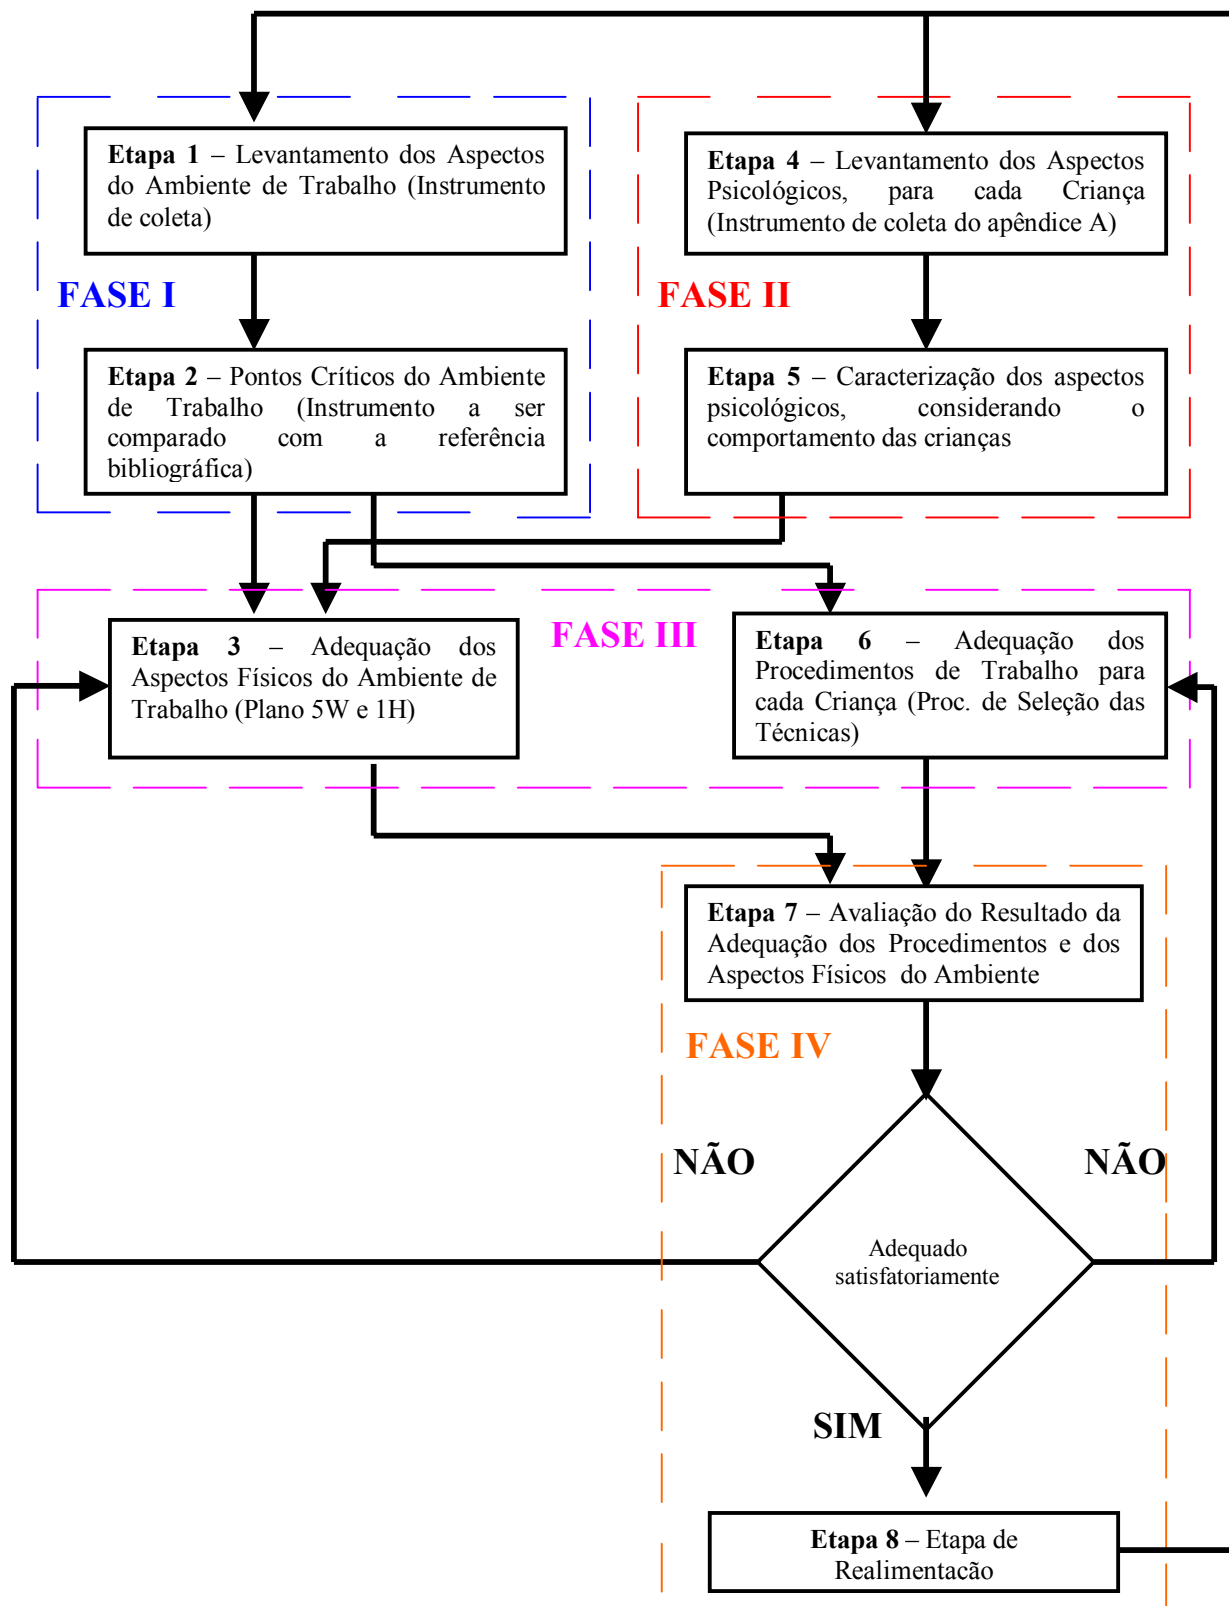 Etapa 1 – Levantamento dos Aspectos
do Ambiente de Trabalho (Instrumento
de coleta)
FASE I
Etapa 2 – Pontos Críticos do Ambiente
de Trabalho (Instrumento a ser
comparado com a referência
bibliográfica)
Etapa 4 – Levantamento dos Aspectos
Psicológicos, para cada Criança
(Instrumento de coleta do apêndice A)
FASE II
Etapa 5 – Caracterização dos aspectos
psicológicos, considerando o
comportamento das crianças
Etapa 3 – Adequação dos
Aspectos Físicos do Ambiente de
Trabalho (Plano 5W e 1H)
FASE III
Etapa 6 – Adequação dos
Procedimentos de Trabalho para
cada Criança (Proc. de Seleção das
Técnicas)
Etapa 7 – Avaliação do Resultado da
Adequação dos Procedimentos e dos
Aspectos Físicos do Ambiente
FASE IV
NÃO
NÃO
Adequado
satisfatoriamente
SIM
Etapa 8 – Etapa de
Realimentacão